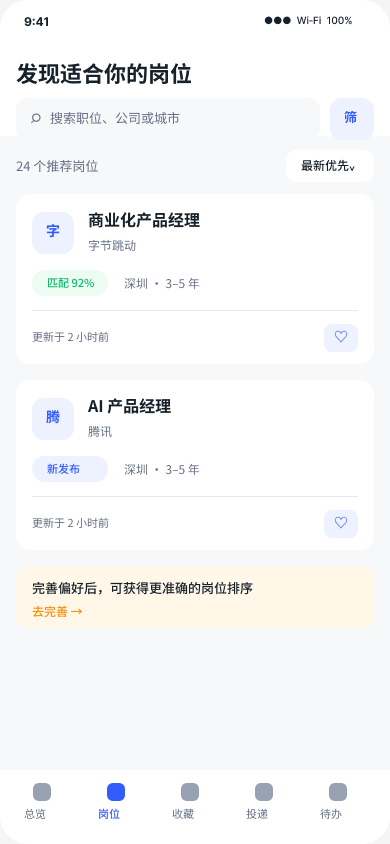 9:41 ●●● Wi-Fi 100%
发现适合你的岗位
搜索职位、公司或城市 筛
24 个推荐岗位 最新优先⌄
字 商业化产品经理
字节跳动
匹配 92% 深圳 · 3–5 年
更新于 2 小时前 ♡
腾 AI 产品经理
腾讯
新发布 深圳 · 3–5 年
更新于 2 小时前 ♡
完善偏好后，可获得更准确的岗位排序
去完善 →
总览 岗位 收藏 投递 待办